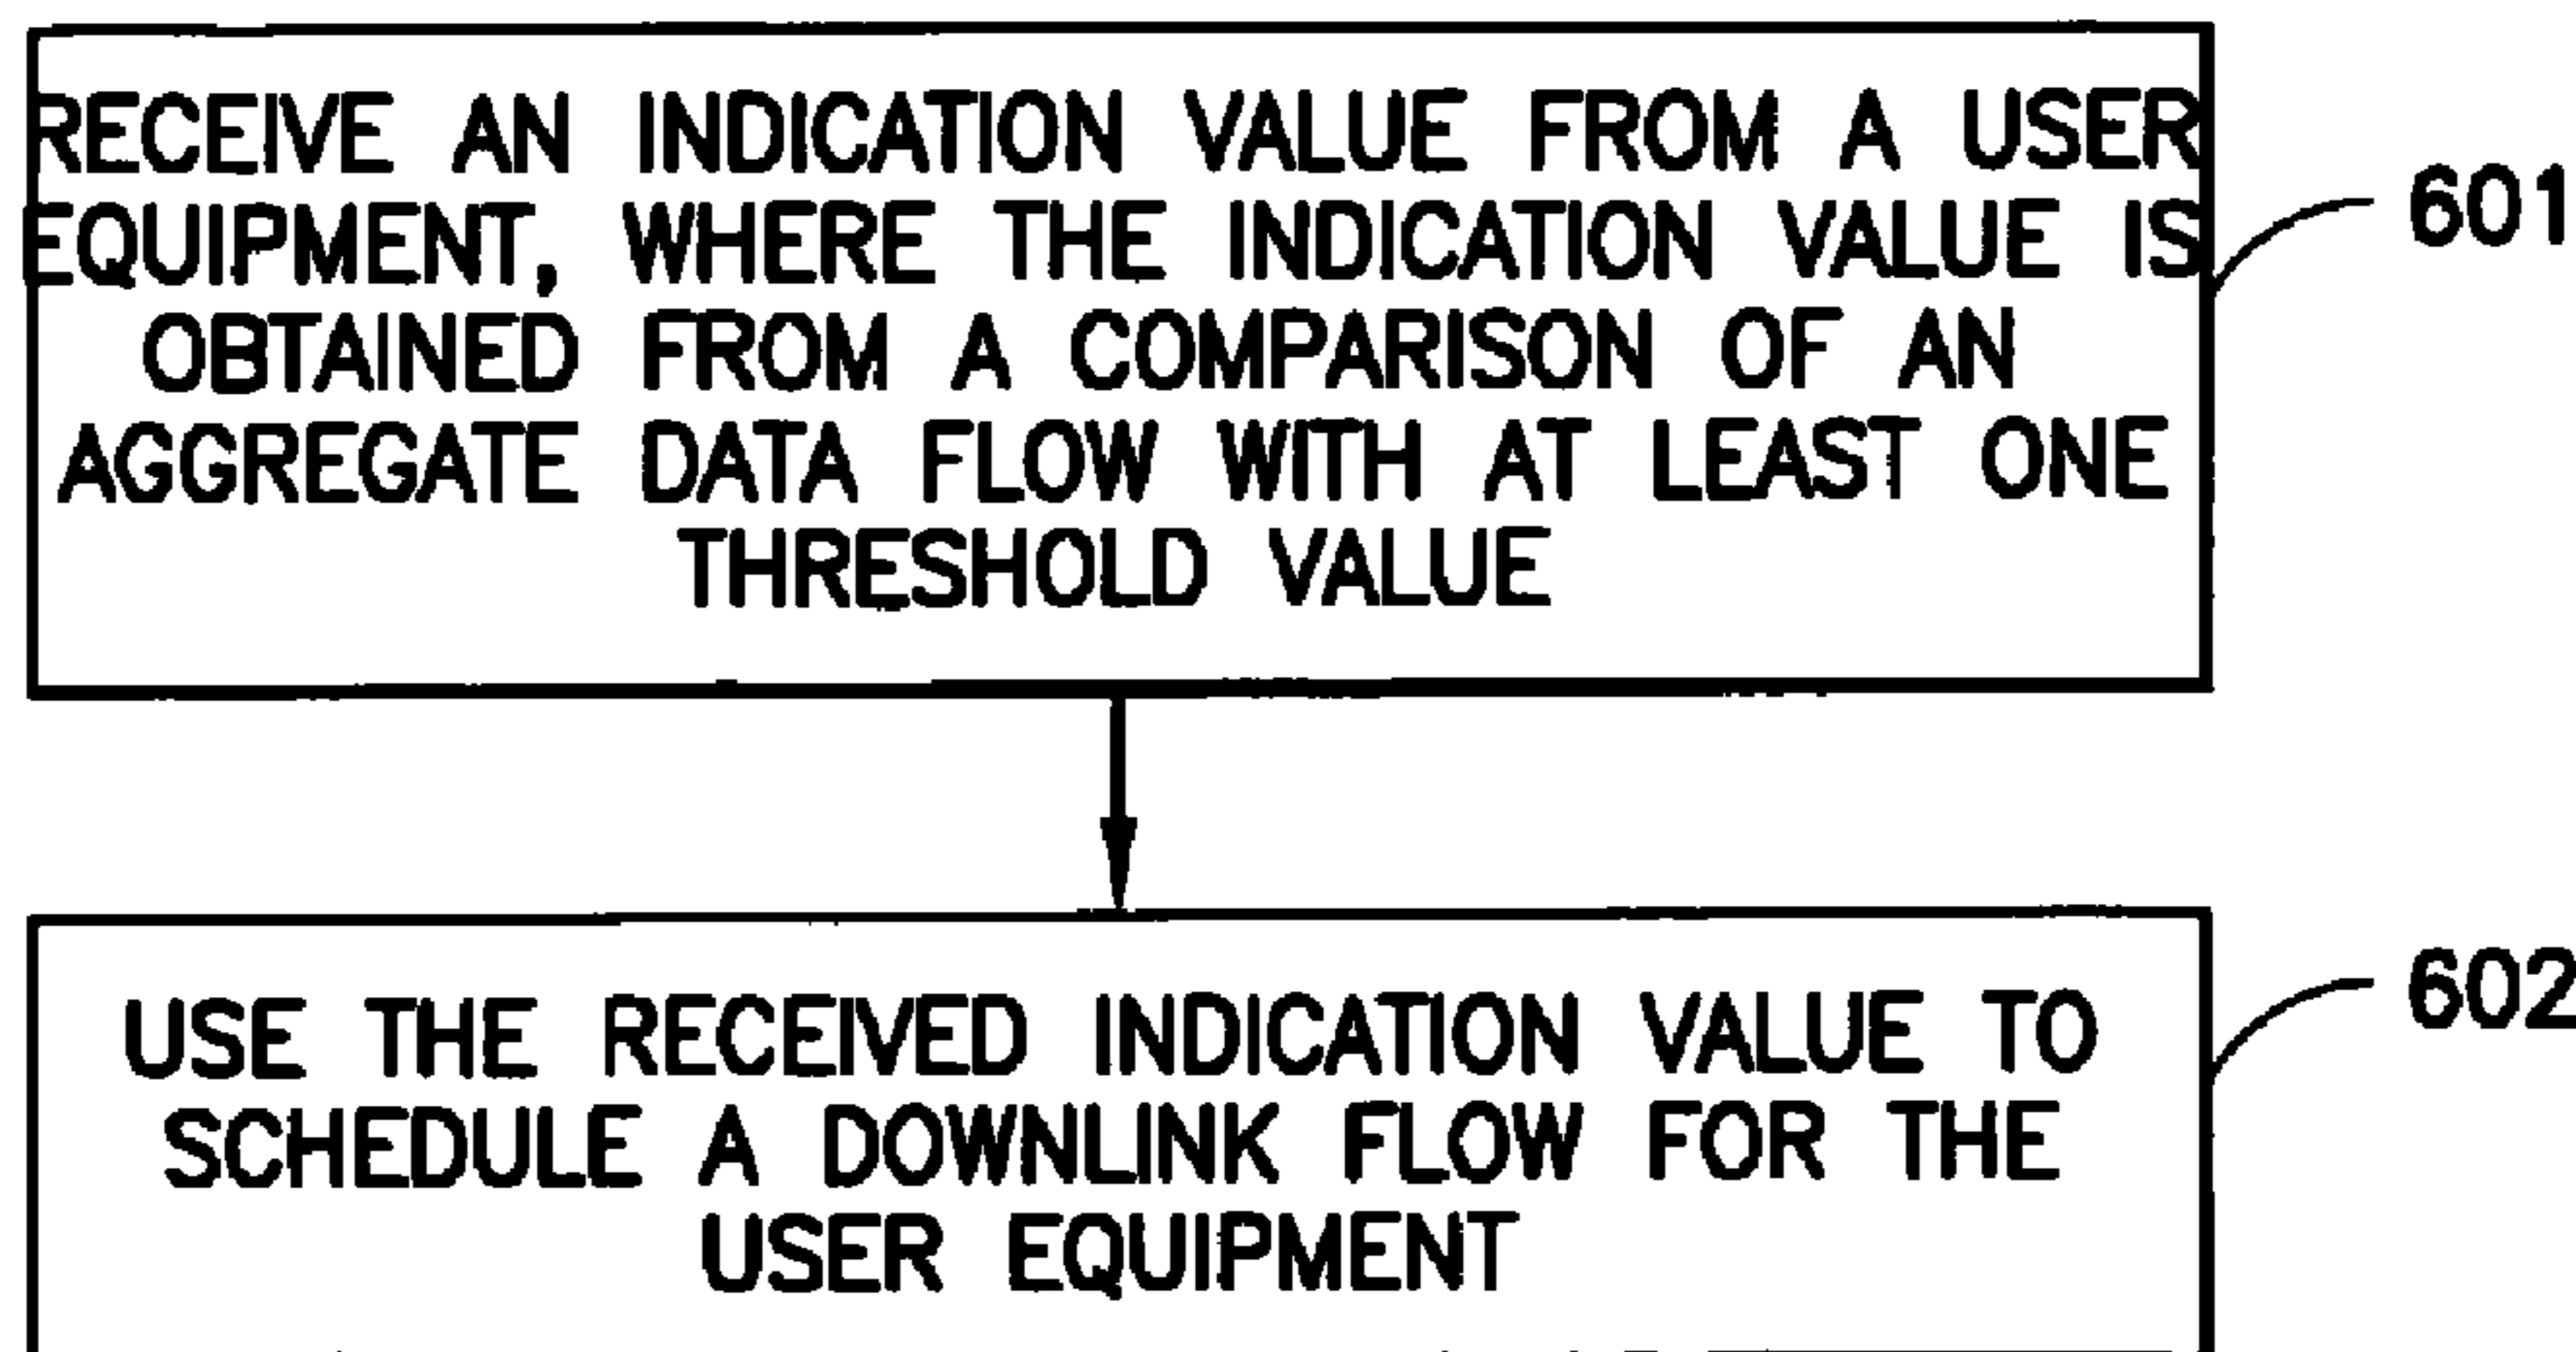 RECEIVE AN INDICATION VALUE FROM A USER
EQUIPMENT, WHERE THE INDICATION VALUE IS
OBTAINED FROM A COMPARISON OF AN
AGGREGATE DATA FLOW WITH AT LEAST ONE
THRESHOLD VALUE
601
USE THE RECEIVED INDICATION VALUE TO
SCHEDULE A DOWNLINK FLOW FOR THE
USER EQUIPMENT
602